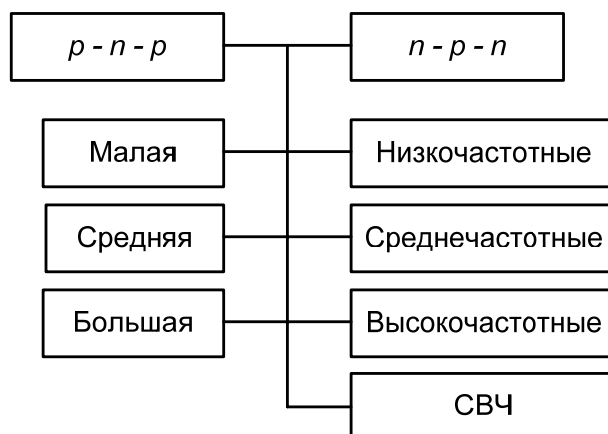 p - n - p
n - p - n
Малая
Низкочастотные
Средняя
Среднечастотные
Большая
Высокочастотные
СВЧ